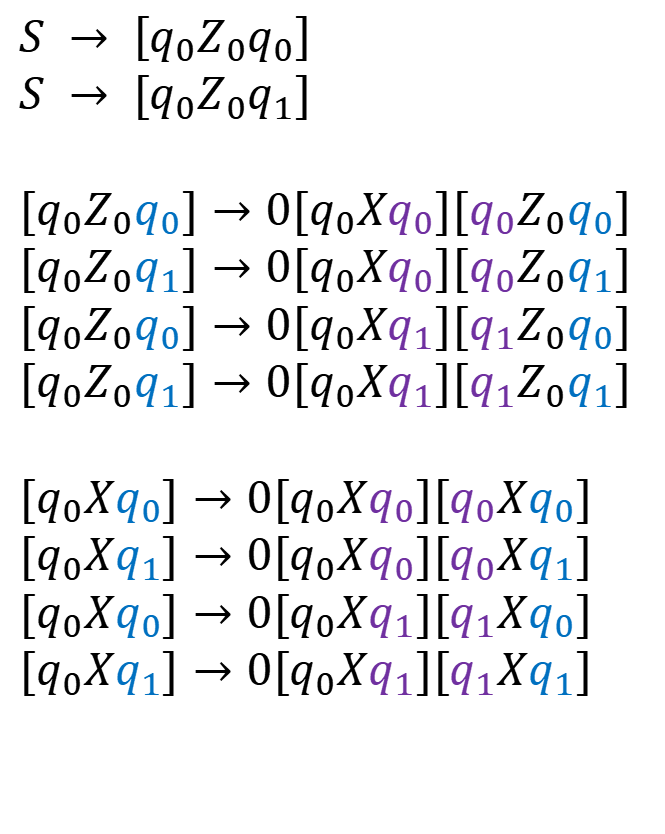 S → [q₀Z₀q₀]
S → [q₀Z₀q₁]
[q₀Z₀q₀] → 0[q₀Xq₀][q₀Z₀q₀]
[q₀Z₀q₁] → 0[q₀Xq₀][q₀Z₀q₁]
[q₀Z₀q₀] → 0[q₀Xq₁][q₁Z₀q₀]
[q₀Z₀q₁] → 0[q₀Xq₁][q₁Z₀q₁]
[q₀Xq₀] → 0[q₀Xq₀][q₀Xq₀]
[q₀Xq₁] → 0[q₀Xq₀][q₀Xq₁]
[q₀Xq₀] → 0[q₀Xq₁][q₁Xq₀]
[q₀Xq₁] → 0[q₀Xq₁][q₁Xq₁]